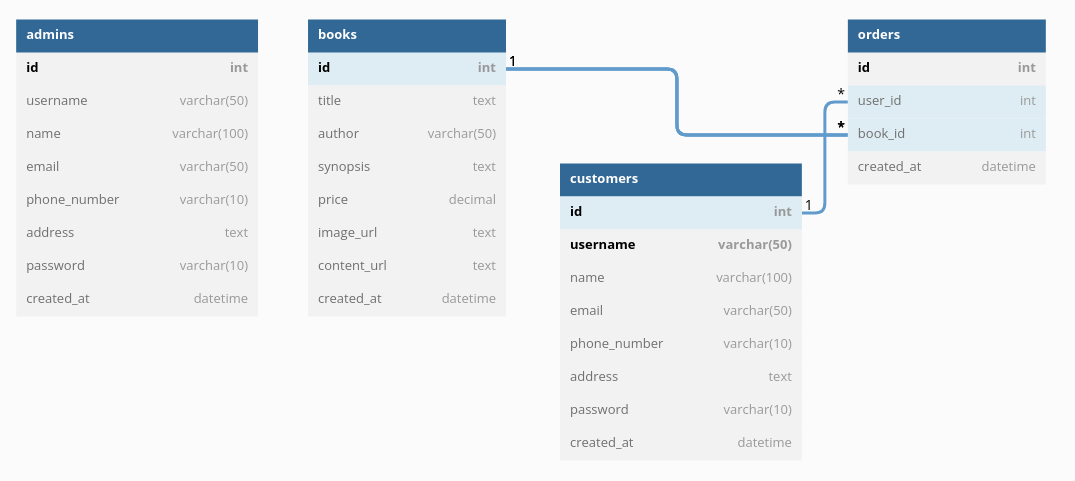 admins
id int
username varchar(50)
name varchar(100)
email varchar(50)
phone_number varchar(10)
address text
password varchar(10)
created_at datetime
books
id int
title text
author varchar(50)
synopsis text
price decimal
image_url text
content_url text
created_at datetime
1
customers
id int
username varchar(50)
name varchar(100)
email varchar(50)
phone_number varchar(10)
address text
password varchar(10)
created_at datetime
1
orders
id int
* user_id int
* book_id int
created_at datetime